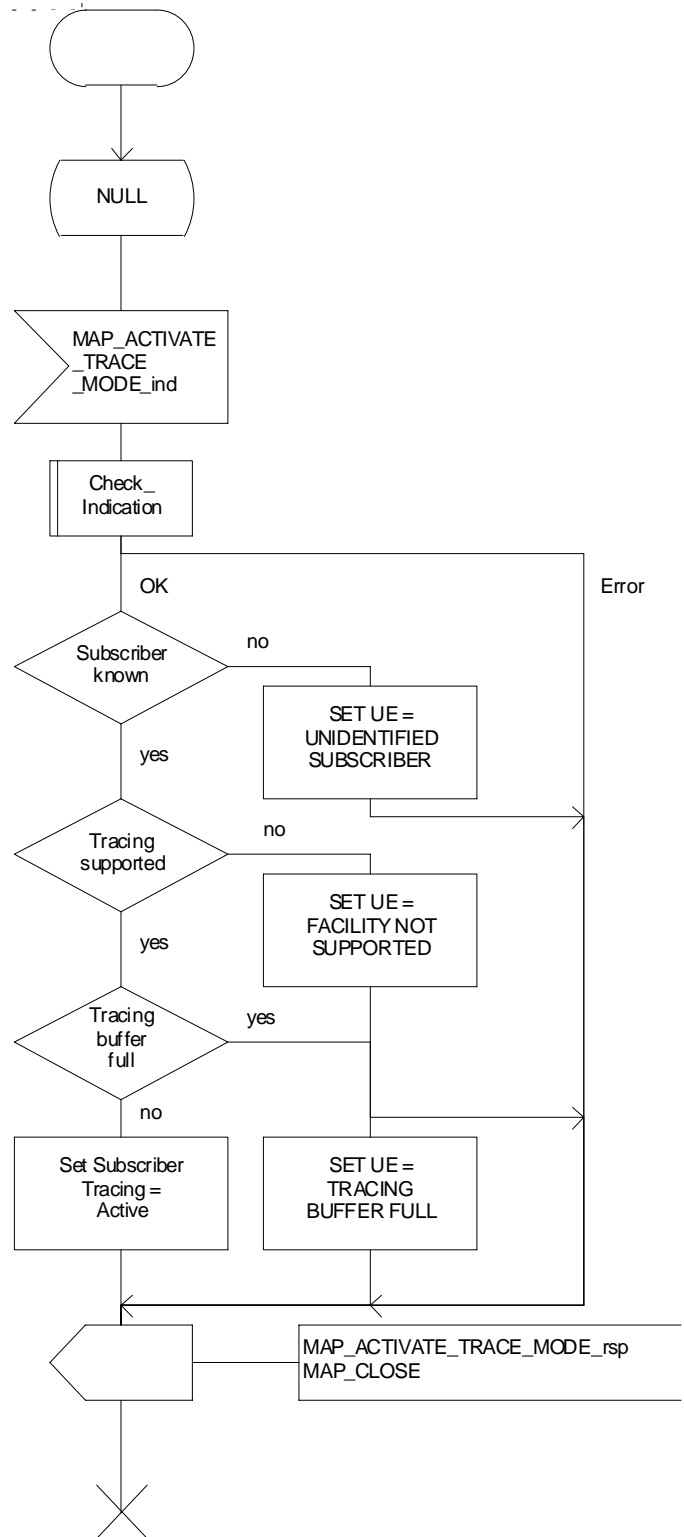 NULL
MAP_ACTIVATE
_TRACE
_MODE_ind
Check_
Indication
OK
Error
Subscriber
known
no
SET UE =
UNIDENTIFIED
SUBSCRIBER
yes
Tracing
supported
no
SET UE =
FACILITY NOT
SUPPORTED
yes
Tracing
buffer
full
yes
no
Set Subscriber
Tracing =
Active
SET UE =
TRACING
BUFFER FULL
MAP_ACTIVATE_TRACE_MODE_rsp
MAP_CLOSE